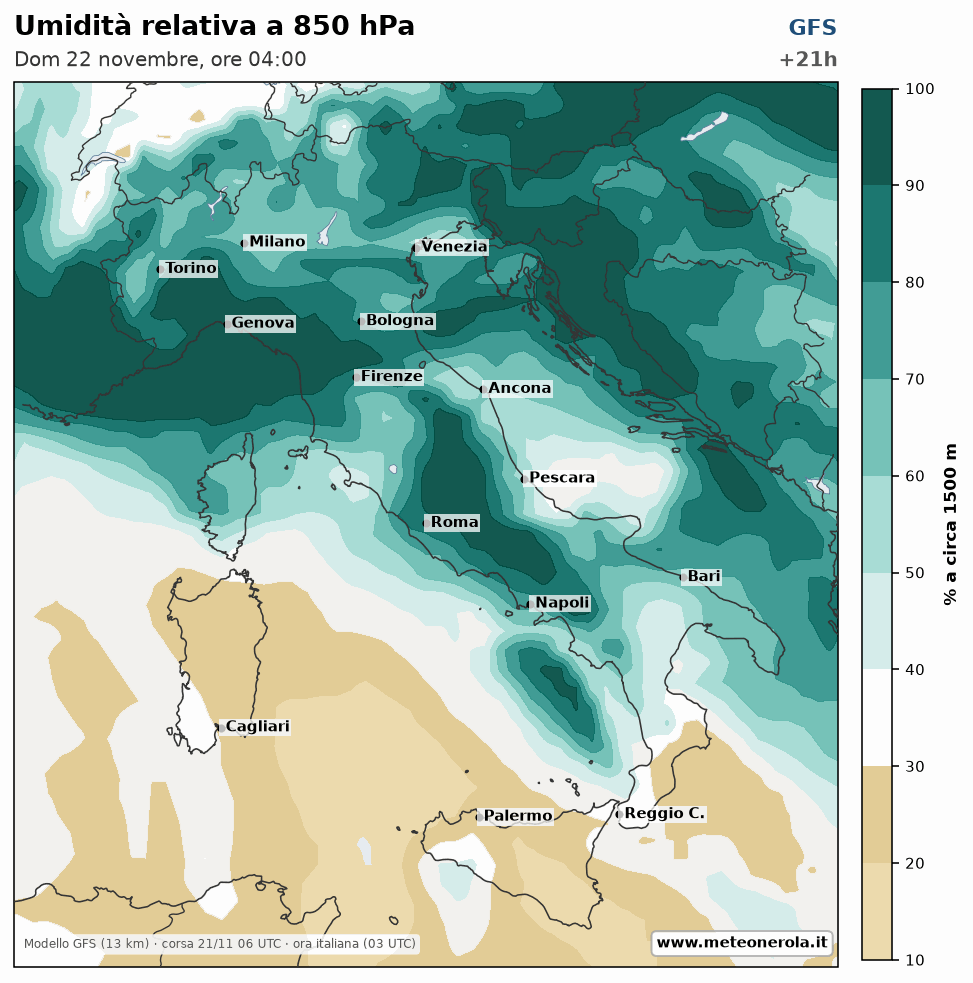 Umidità relativa a 850 hPa
GFS
Dom 22 novembre, ore 04:00
+21h
Milano
Venezia
Torino
Genova
Bologna
Firenze
Ancona
Pescara
Roma
Bari
Napoli
Cagliari
Palermo
Reggio C.
100
90
80
70
60
50
40
30
20
10
% a circa 1500 m
Modello GFS (13 km) · corsa 21/11 06 UTC · ora italiana (03 UTC)
www.meteonerola.it